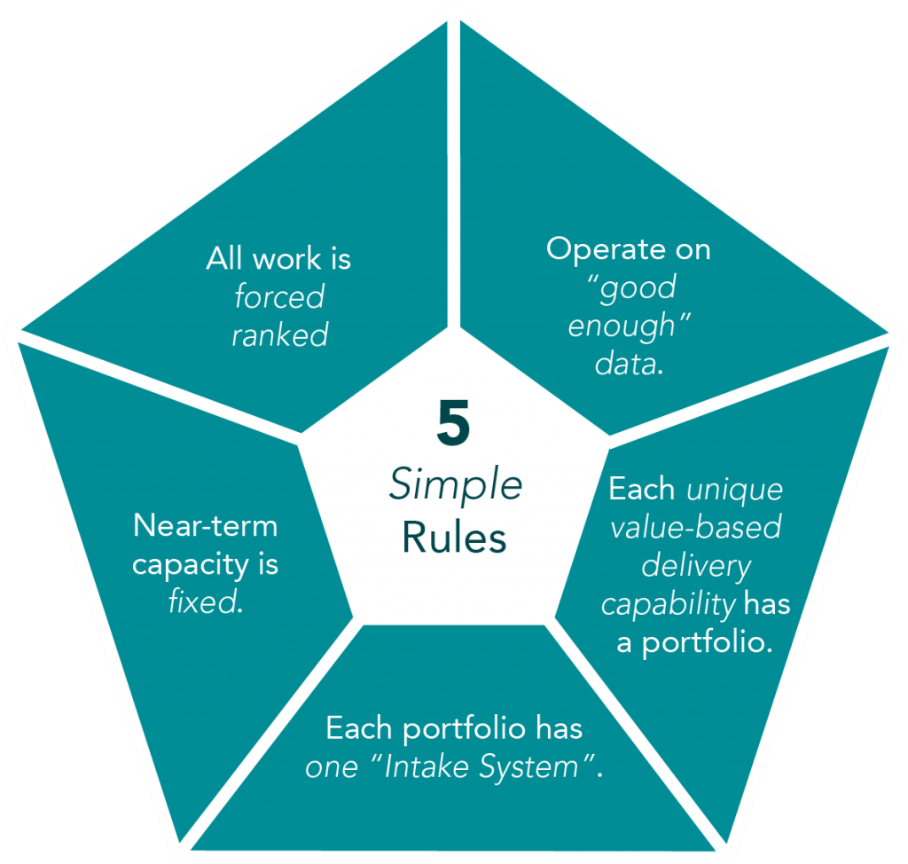 5
Simple
Rules
All work is
forced
ranked
Operate on
“good
enough”
data.
Each unique
value-based
delivery
capability has
a portfolio.
Each portfolio has
one “Intake System”.
Near-term
capacity is
fixed.